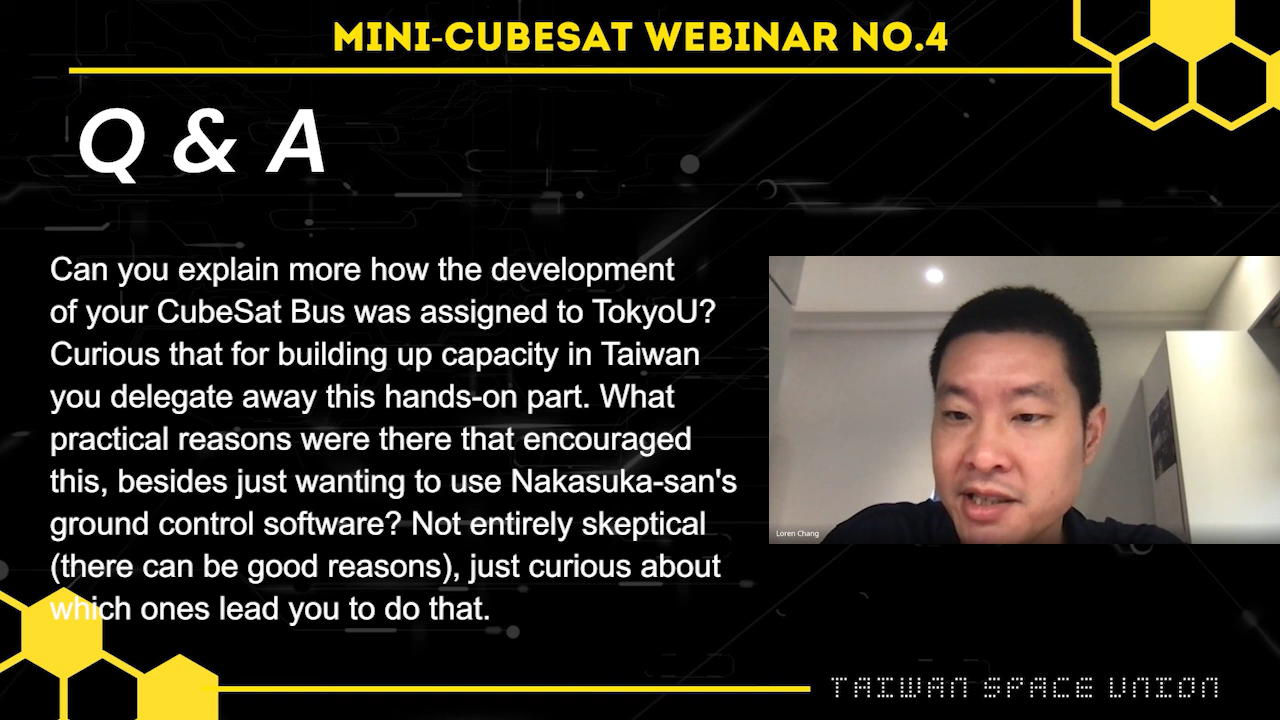 MINI-CUBESAT WEBINAR NO.4
Q & A
Can you explain more how the development
of your CubeSat Bus was assigned to TokyoU?
Curious that for building up capacity in Taiwan
you delegate away this hands-on part. What
practical reasons were there that encouraged
this, besides just wanting to use Nakasuka-san's
ground control software? Not entirely skeptical
(there can be good reasons), just curious about
which ones lead you to do that.
Loren Chang
TAIWAN SPACE UNION